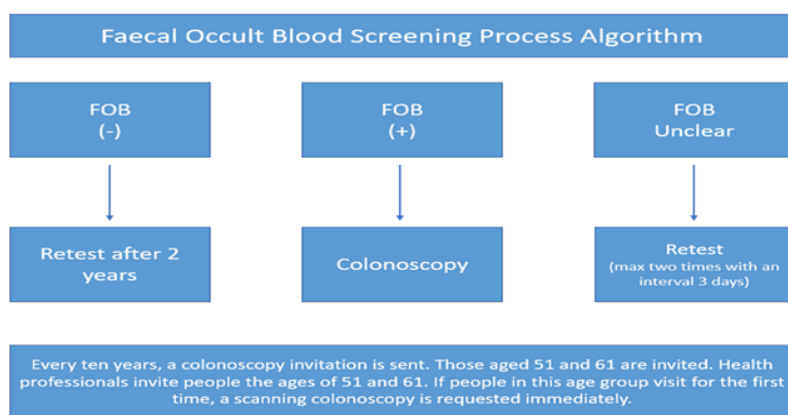 Faecal Occult Blood Screening Process Algorithm
FOB
(-)
FOB
(+)
FOB
Unclear
Retest after 2
years
Colonoscopy
Retest
(max two times with an
interval 3 days)
Every ten years, a colonoscopy invitation is sent. Those aged 51 and 61 are invited. Health
professionals invite people the ages of 51 and 61. If people in this age group visit for the first
time, a scanning colonoscopy is requested immediately.